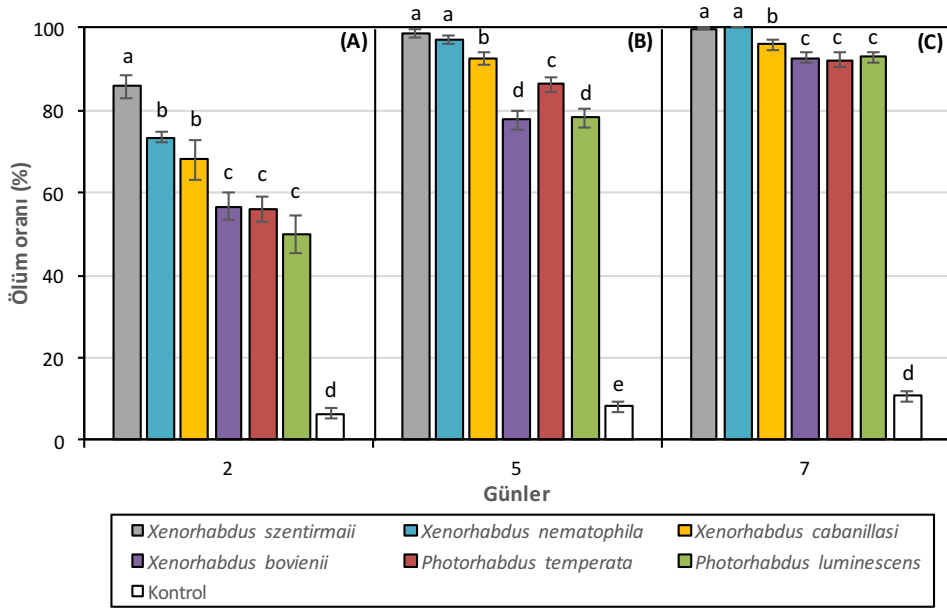 100
80
60
40
20
0
Ölüm oranı (%)
(A)
a
b
b
c
c
c
d
(B)
a
a
b
d
c
d
e
(C)
a
a
b
c
c
c
d
2
5
7
Günler
Xenorhabdus szentirmaii
Xenorhabdus nematophila
Xenorhabdus cabanillasi
Xenorhabdus bovienii
Photorhabdus temperata
Photorhabdus luminescens
Kontrol